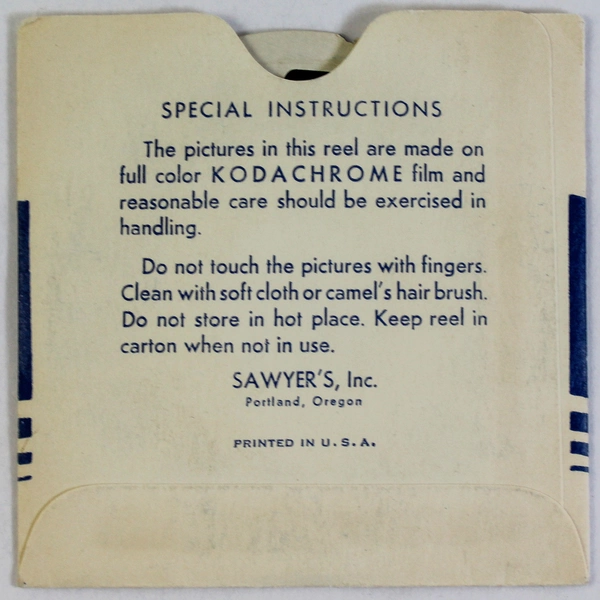 SPECIAL INSTRUCTIONS
The pictures in this reel are made on
full color KODACHROME film and
reasonable care should be exercised in
handling.
Do not touch the pictures with fingers.
Clean with soft cloth or camel's hair brush.
Do not store in hot place. Keep reel in
carton when not in use.
SAWYER'S, Inc.
Portland, Oregon
PRINTED IN U.S.A.